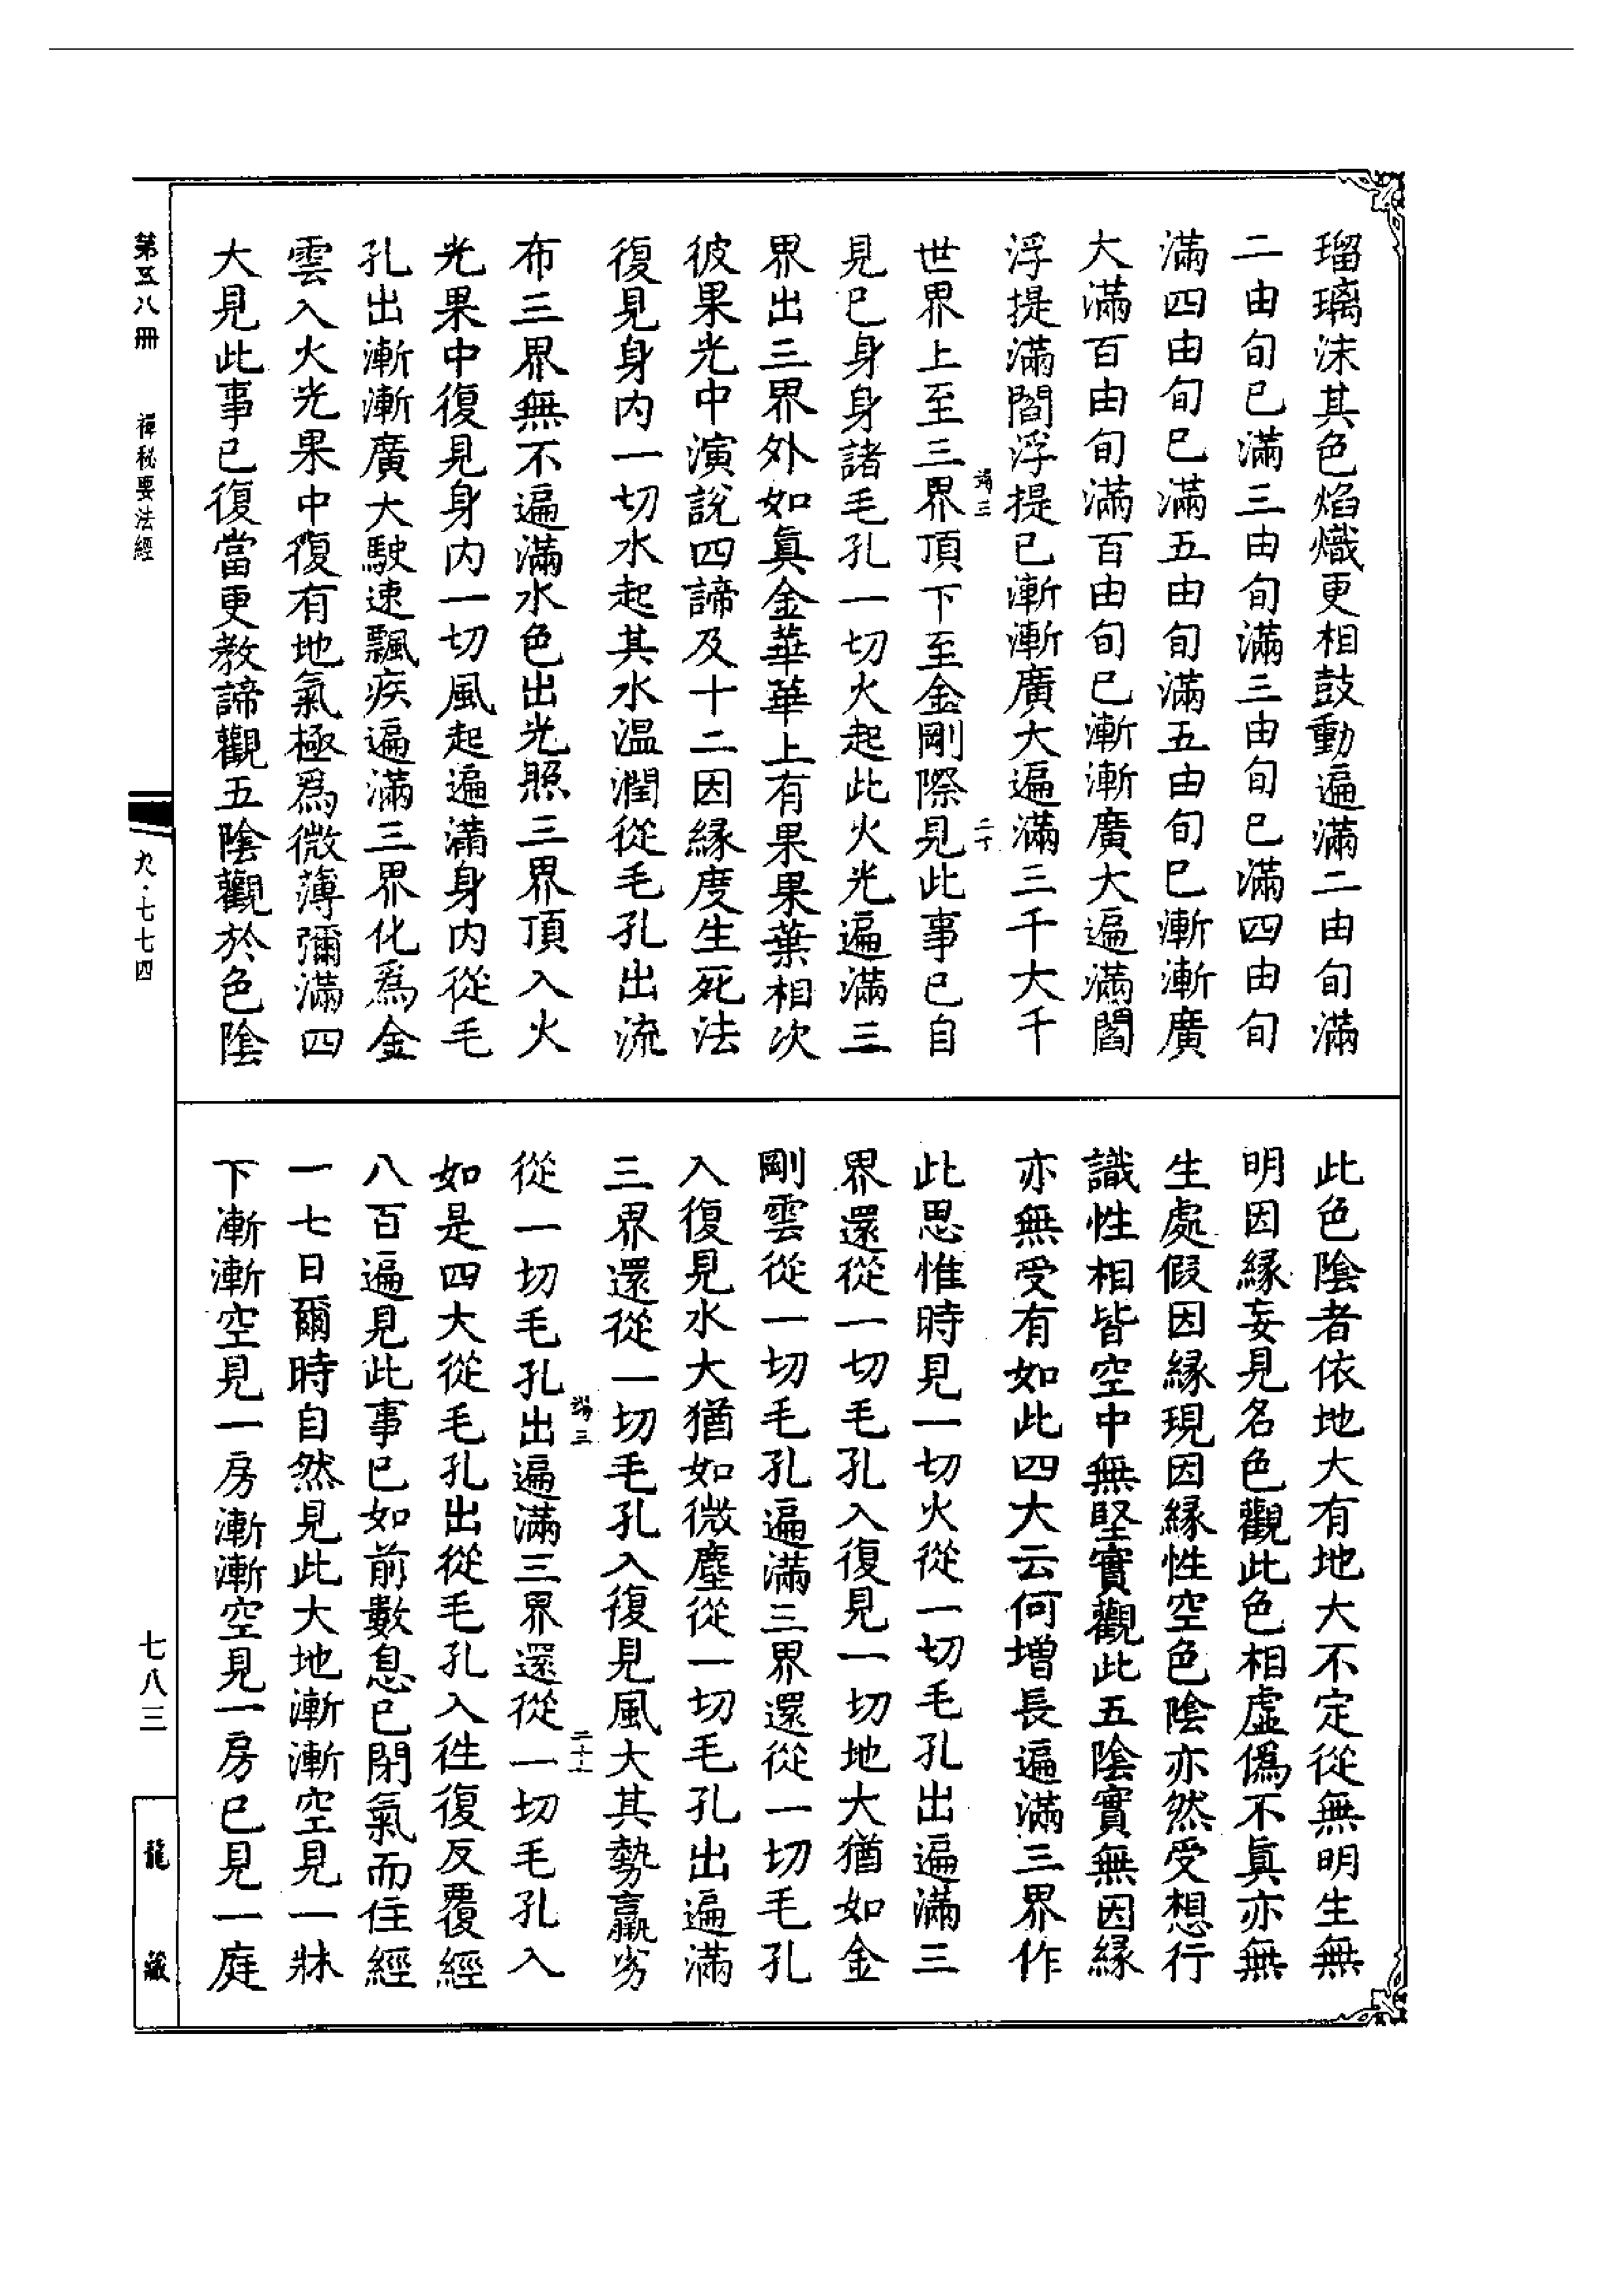 瑠璃沫其色焰熾更相鼓動遍滿二由旬滿
二由旬已滿三由旬滿三由旬已滿四由旬
滿四由旬已滿五由旬滿五由旬已漸漸廣
大滿百由旬滿百由旬已漸漸廣大遍滿閻
浮提滿閻浮提已漸漸廣大遍滿三千大千
世界上至三界頂下至金剛際見此事已自
見已身身諸毛孔一切火起此火光遍滿三
界出三界外如真金華華上有果果葉相次
彼果光中演說四諦及十二因緣度生死法
復見身内一切水起其水温潤從毛孔出流
布三界無不遍滿水色出光照三界頂入火
光果中復見身内一切風起遍滿身内從毛
孔出漸漸廣大駛速飄疾遍滿三界化爲金
雲入火光果中復有地氣極爲微薄彌滿四
大見此事已復當更教諦觀五陰觀於色陰
此色陰者依地大有地大不定從無明生無
明因緣妄見名色觀此色相虛僞不真亦無
生處假因緣現因緣性空色陰亦然受想行
識性相皆空中無堅實觀此五陰實無因緣
亦無受有如此四大云何增長遍滿三界作
此思惟時見一切火從一切毛孔出遍滿三
界還從一切毛孔入復見一切地大猶如金
剛雲從一切毛孔遍滿三界還從一切毛孔
入復見水大猶如微塵從一切毛孔出遍滿
三界還從一切毛孔入復見風大其勢羸劣
從一切毛孔出遍滿三界還從一切毛孔入
如是四大從毛孔出從毛孔入往復反覆經
八百遍見此事已如前數息已閉氣而住經
一七日爾時自然見此大地漸漸空見一牀
下漸漸空見一房漸漸空見一房已見一庭
三
二十
三
二十一
第五八冊
禪秘要法經
九·七七四
七八三
龍藏